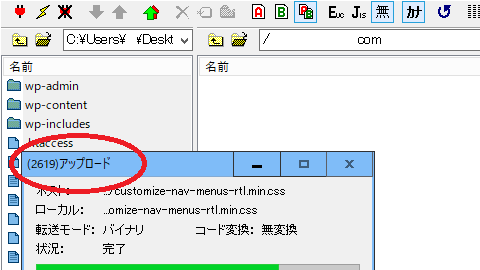 A B EUC JIS 無 カナ
C:¥Users¥ ¥Deskt
/ com
名前
名前
wp-admin
wp-content
wp-includes
.htaccess
(2619)アップロード
ホスト: .../customize-nav-menus-rtl.min.css
ローカル: ...omize-nav-menus-rtl.min.css
転送モード: バイナリ コード変換: 無変換
状況: 完了